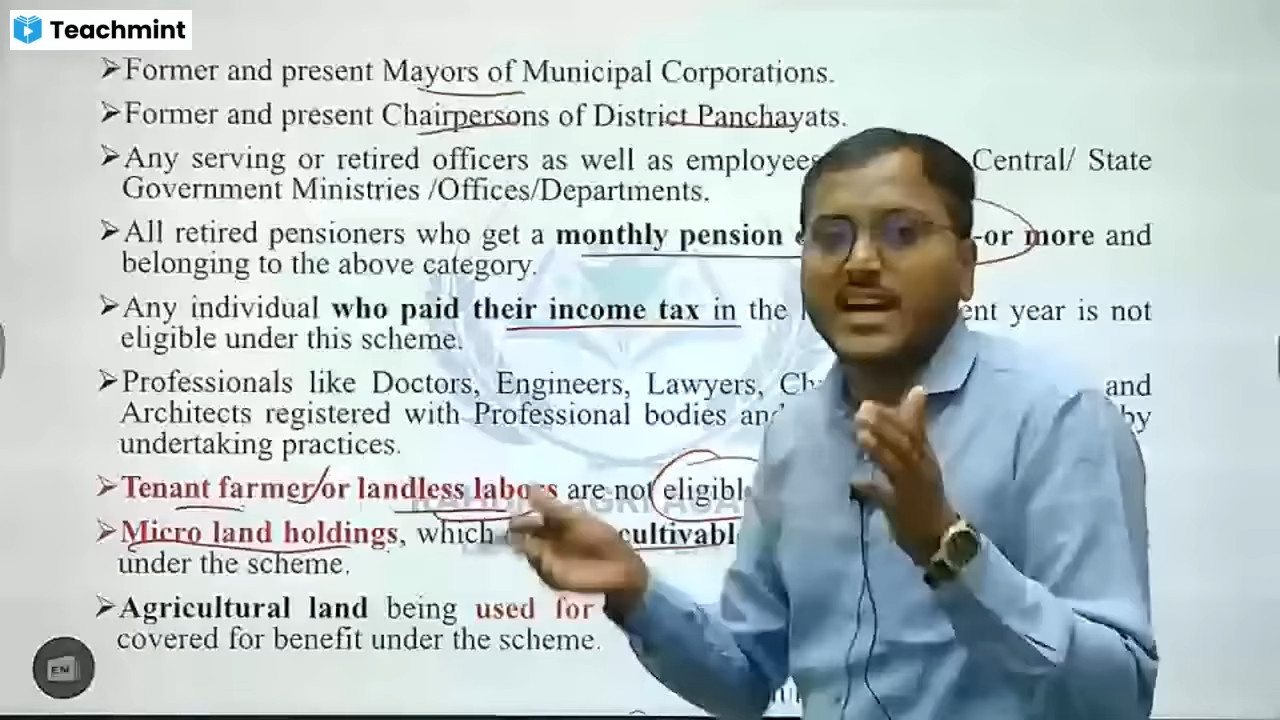 Teachmint
➢Former and present Mayors of Municipal Corporations.
➢Former and present Chairpersons of District Panchayats.
➢Any serving or retired officers as well as employees Central/ State
Government Ministries /Offices/Departments.
➢All retired pensioners who get a monthly pension -or more and
belonging to the above category.
➢Any individual who paid their income tax in the year is not
eligible under this scheme.
➢Professionals like Doctors, Engineers, Lawyers, and
Architects registered with Professional bodies by
undertaking practices.
➢Tenant farmer/or landless labors are not
➢Micro land holdings, which
under the scheme.
➢Agricultural land being used for
covered for benefit under the scheme.
EM